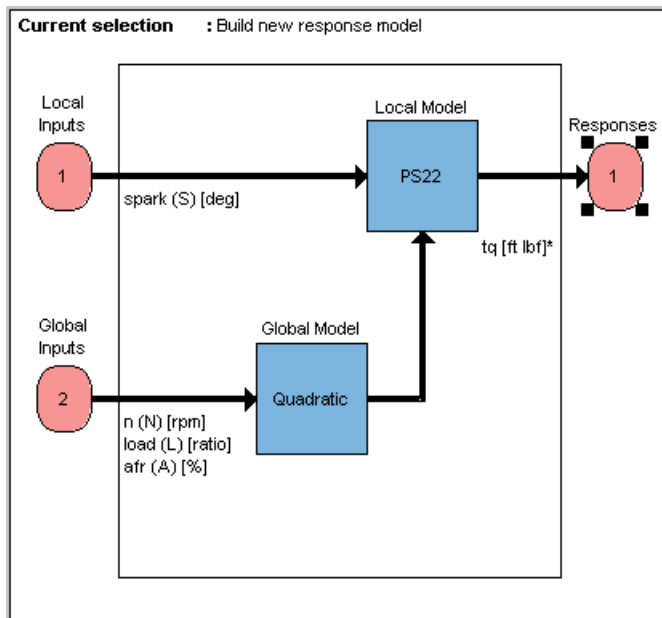 Current selection : Build new response model
Local
Inputs
1
spark (S) [deg]
Local Model
PS22
Responses
1
tq [ft lbf]*
Global
Inputs
2
n (N) [rpm]
load (L) [ratio]
afr (A) [%]
Global Model
Quadratic